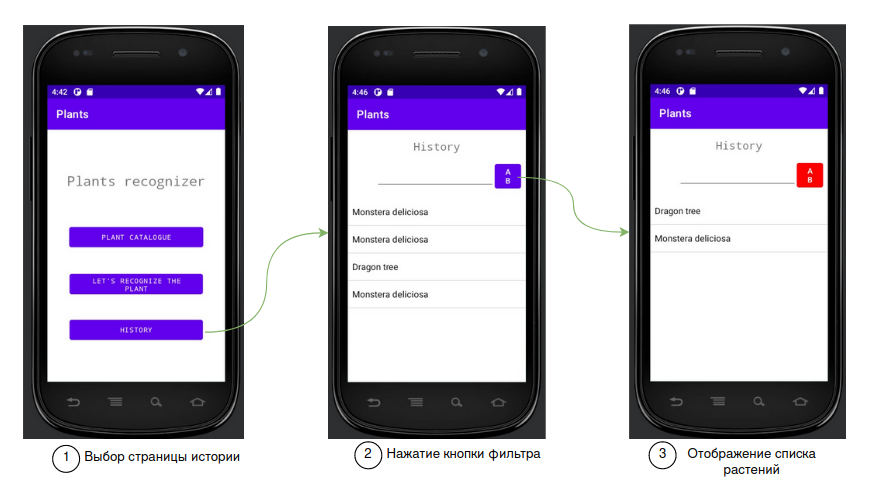 4:42
Plants
Plants recognizer
PLANT CATALOGUE
LET'S RECOGNIZE THE
PLANT
HISTORY
1 Выбор страницы истории
4:46
Plants
History
A
B
Monstera deliciosa
Monstera deliciosa
Dragon tree
Monstera deliciosa
2 Нажатие кнопки фильтра
4:46
Plants
History
A
B
Dragon tree
Monstera deliciosa
3 Отображение списка
растений